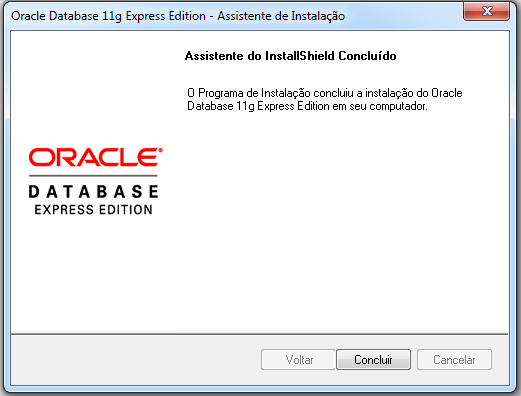 Oracle Database 11g Express Edition - Assistente de Instalação
Assistente do InstallShield Concluído
O Programa de Instalação concluiu a instalação do Oracle
Database 11g Express Edition em seu computador.
ORACLE®
DATABASE
EXPRESS EDITION
Voltar
Concluir
Cancelar